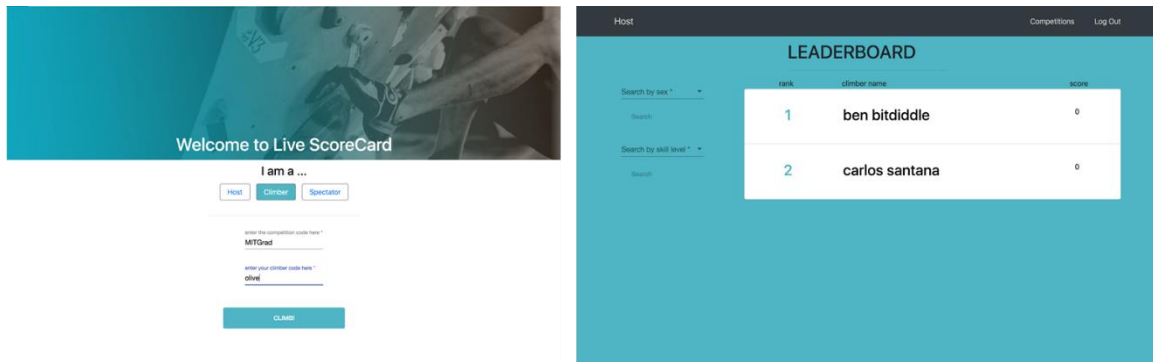 V3
Welcome to Live ScoreCard
I am a ...
Host Climber Spectator
enter the competition code here *
MITGrad
enter your climber code here *
olive
CLIMB!
Host Competitions Log Out
LEADERBOARD
rank climber name score
Search by sex *
Search
Search by skill level *
Search
1 ben bitdiddle 0
2 carlos santana 0